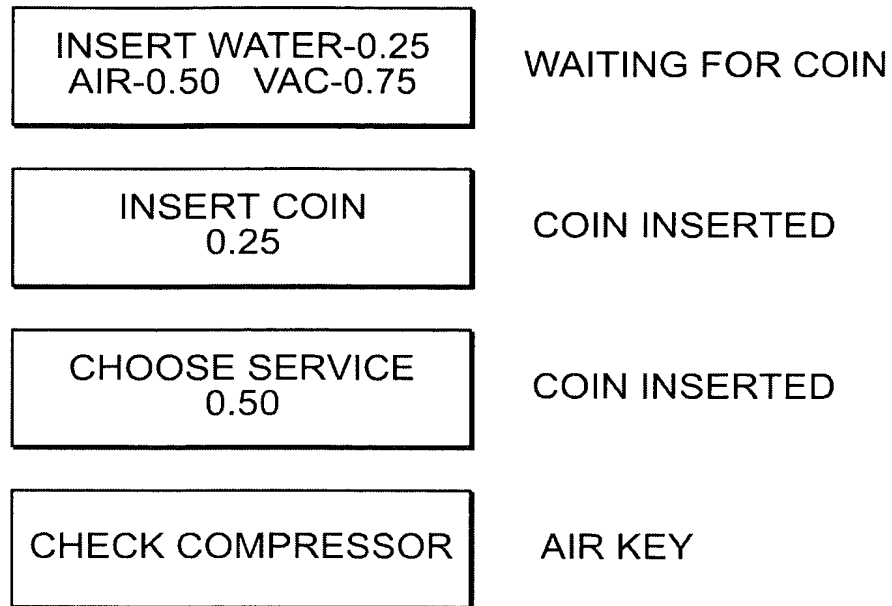 INSERT WATER-0.25
AIR-0.50 VAC-0.75
WAITING FOR COIN
INSERT COIN
0.25
COIN INSERTED
CHOOSE SERVICE
0.50
COIN INSERTED
CHECK COMPRESSOR
AIR KEY